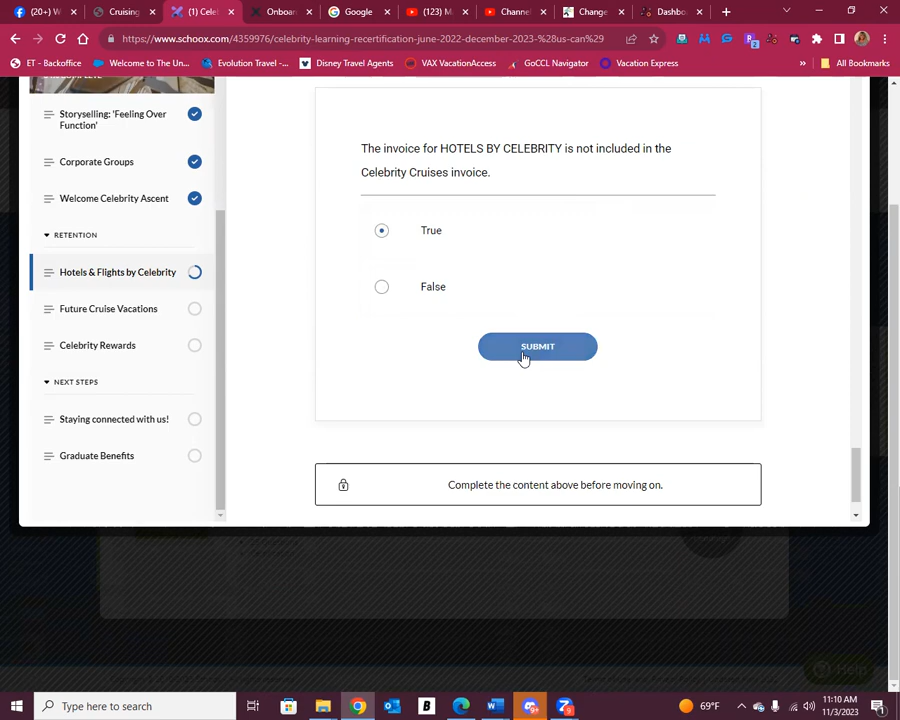 (20+) W
Cruising
(1) Cele
Onboar
Google
(123) M
Channel
Change
Dashbo
https://www.schoox.com/4359976/celebrity-learning-recertification-june-2022-december-2023-%28us-can%29
ET - Backoffice
Welcome to The Un...
Evolution Travel -...
Disney Travel Agents
VAX VacationAccess
GoCCL Navigator
Vacation Express
All Bookmarks
Storyselling: 'Feeling Over
Function'
Corporate Groups
Welcome Celebrity Ascent
RETENTION
Hotels & Flights by Celebrity
Future Cruise Vacations
Celebrity Rewards
NEXT STEPS
Staying connected with us!
Graduate Benefits
The invoice for HOTELS BY CELEBRITY is not included in the
Celebrity Cruises invoice.
True
False
SUBMIT
Complete the content above before moving on.
Help
Type here to search
69°F
11:10 AM
11/3/2023